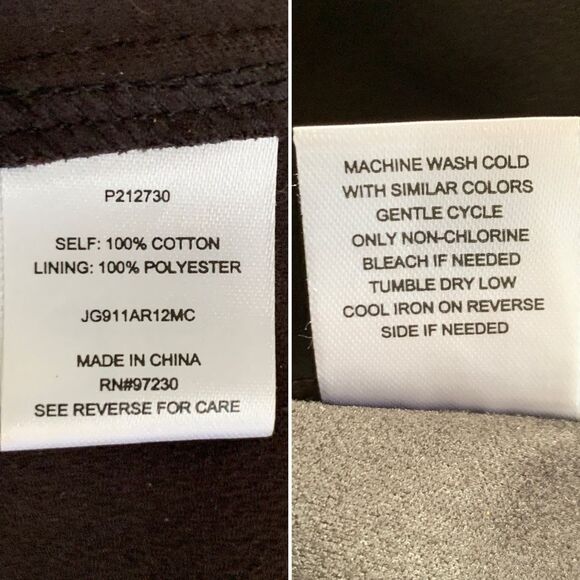 P212730
SELF: 100% COTTON
LINING: 100% POLYESTER
JG911AR12MC
MADE IN CHINA
RN#97230
SEE REVERSE FOR CARE
MACHINE WASH COLD
WITH SIMILAR COLORS
GENTLE CYCLE
ONLY NON-CHLORINE
BLEACH IF NEEDED
TUMBLE DRY LOW
COOL IRON ON REVERSE
SIDE IF NEEDED